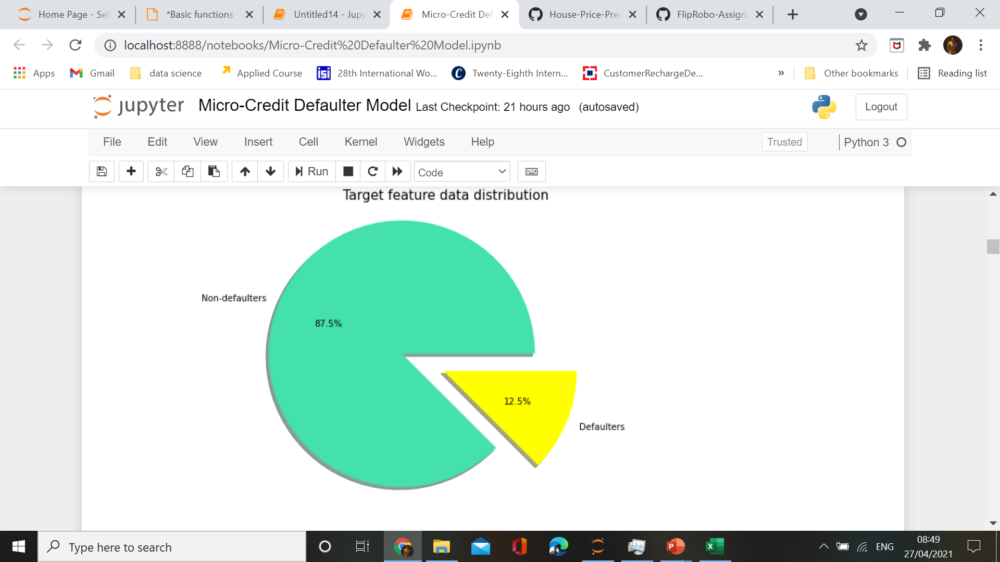 Home Page - Sel
*Basic functions -
Untitled14 - Jupy
Micro-Credit Def
House-Price-Pred
FlipRobo-Assignm
localhost:8888/notebooks/Micro-Credit%20Defaulter%20Model.ipynb
Apps
Gmail
data science
Applied Course
28th International Wo...
Twenty-Eighth Intern...
CustomerRechargeDe...
»
Other bookmarks
Reading list
jupyter
Micro-Credit Defaulter Model Last Checkpoint: 21 hours ago (autosaved)
Logout
File Edit View Insert Cell Kernel Widgets Help
Trusted
Python 3
Run
Code
Target feature data distribution
Non-defaulters
87.5%
12.5%
Defaulters
Type here to search
ENG
08:49
27/04/2021